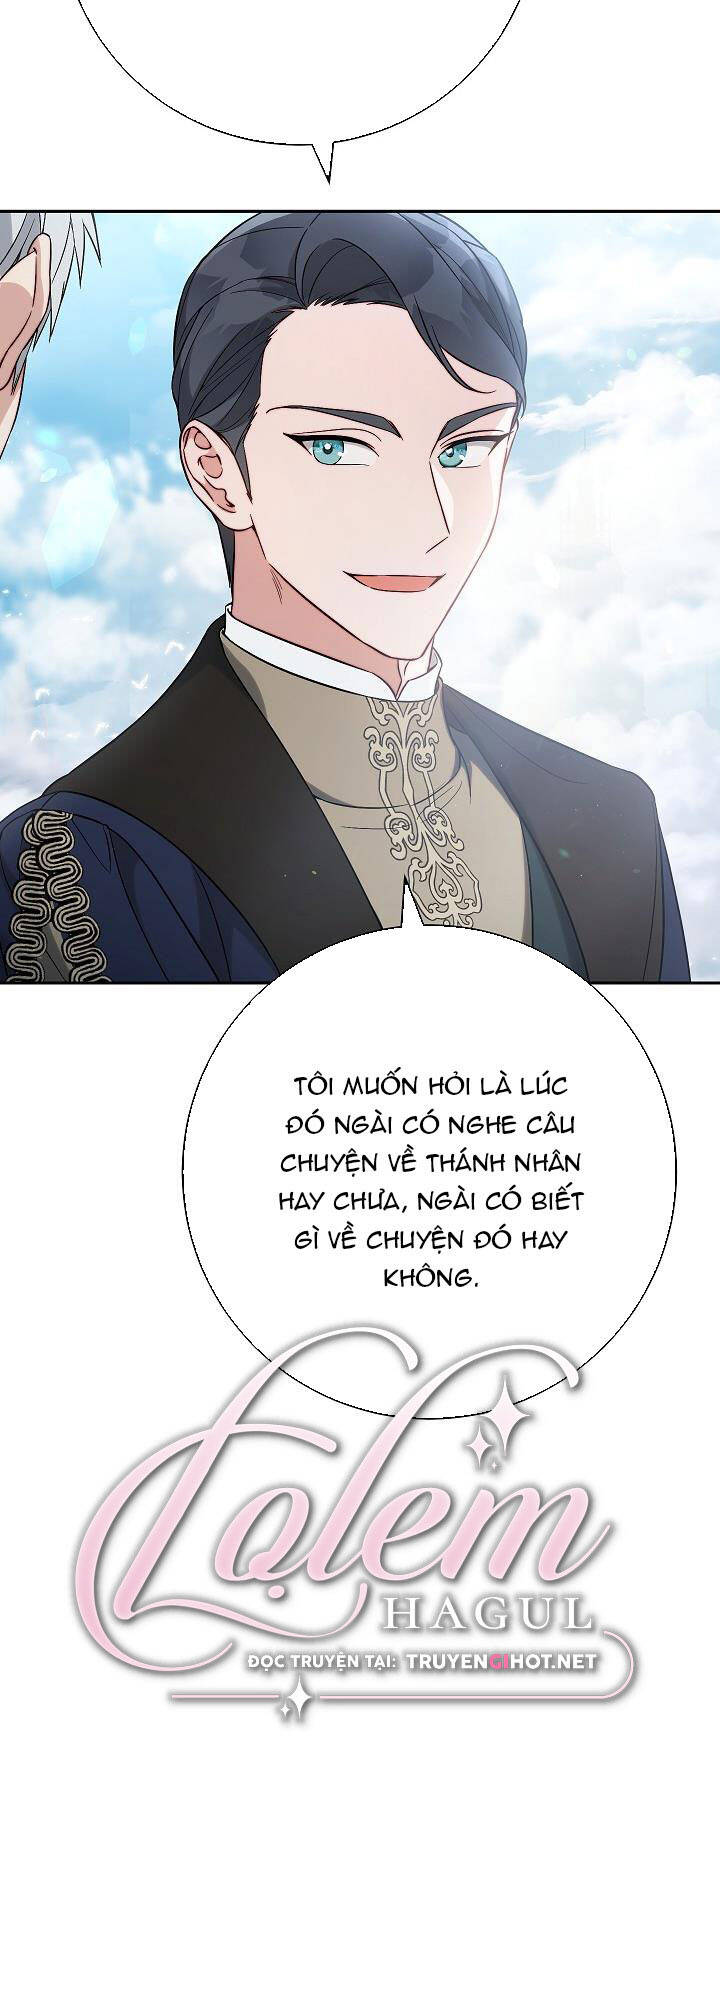 TÔI MUỐN HỎI LÀ LÚC
ĐÓ NGÀI CÓ NGHE CÂU
CHUYỆN VỀ THÁNH NHÂN
HAY CHƯA, NGÀI CÓ BIẾT
GÌ VỀ CHUYỆN ĐÓ HAY
KHÔNG.
Lọlem
HAGUL
ĐỌC TRUYỆN TẠI: TRUYENGIHOT.NET